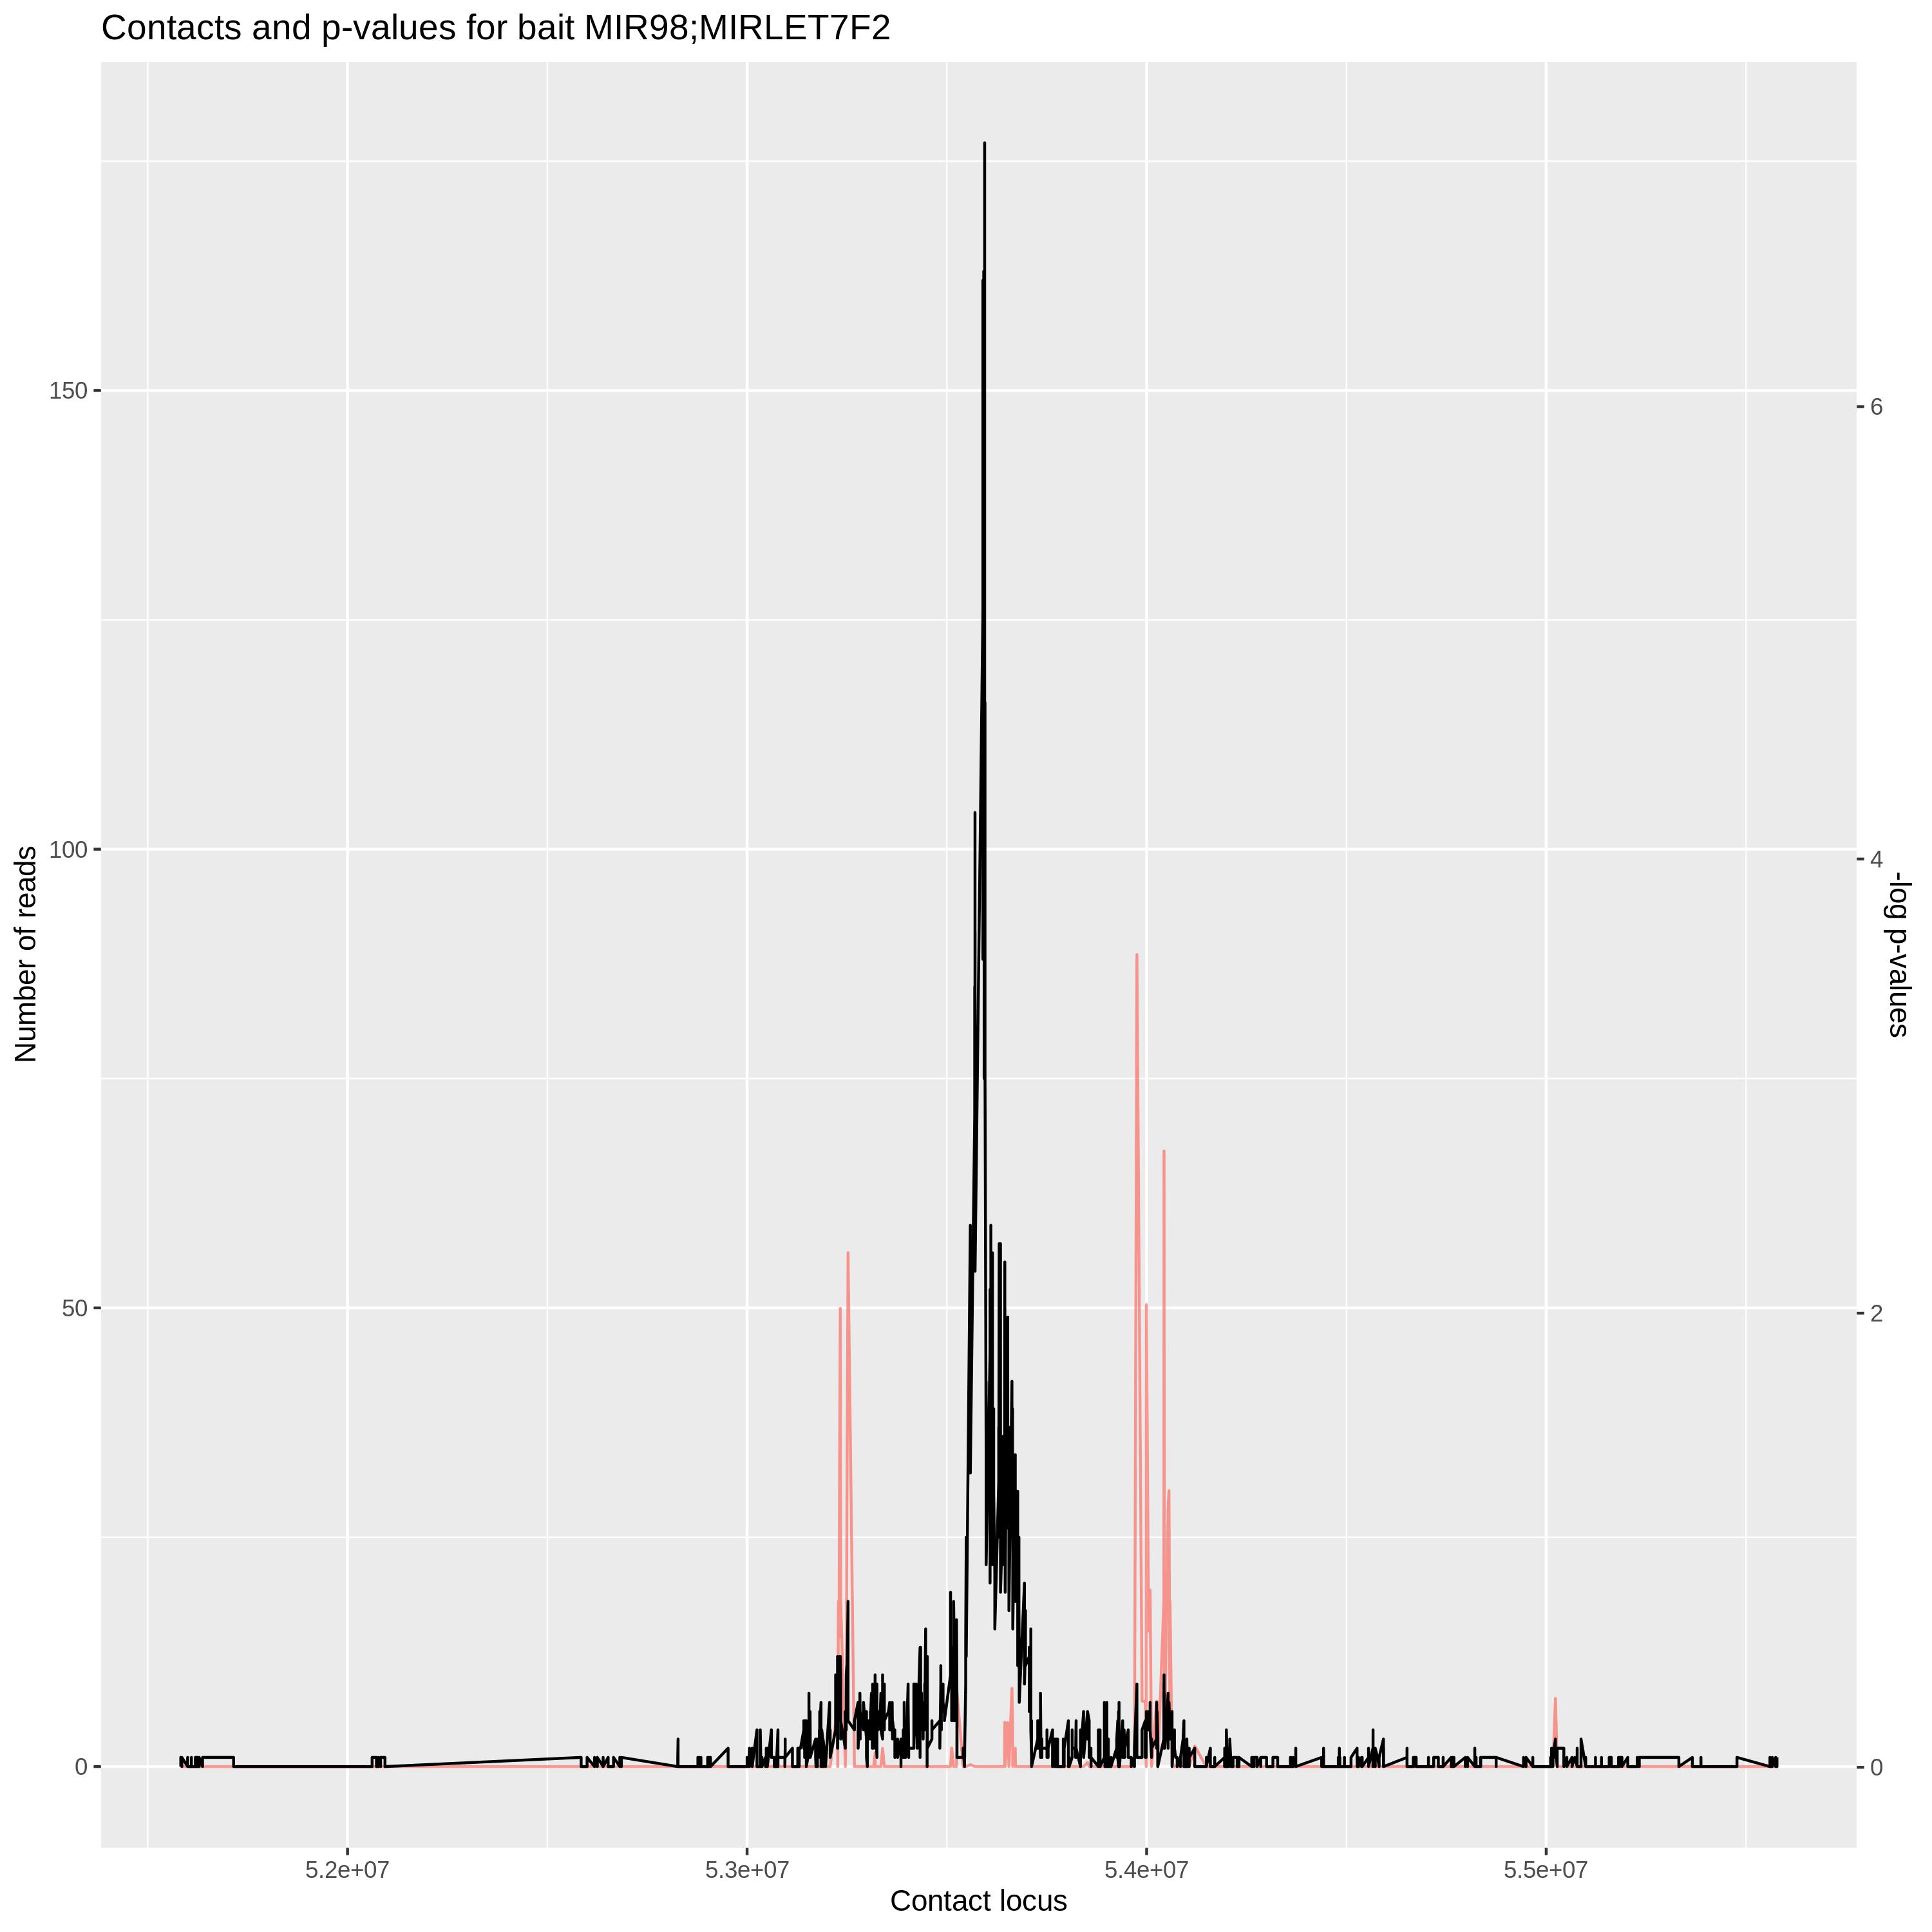 Contacts and p-values for bait MIR98;MIRLET7F2
Number of reads
150
100
50
0
6
4
2
0
-log p-values
5.2e+07
5.3e+07
5.4e+07
5.5e+07
Contact locus